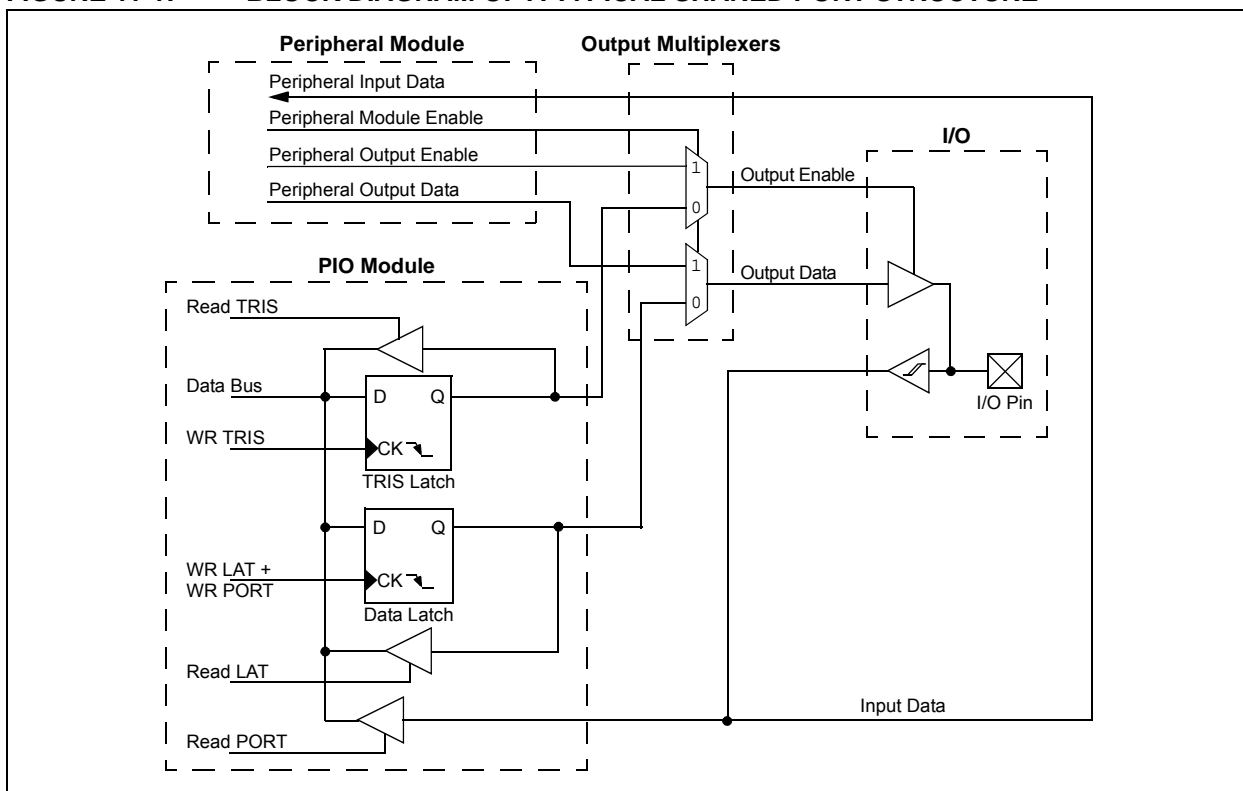 Peripheral Module
Output Multiplexers
Peripheral Input Data
Peripheral Module Enable
I/O
Peripheral Output Enable
1
Output Enable
Peripheral Output Data
0
PIO Module
1
Output Data
0
Read TRIS
Data Bus
D Q
I/O Pin
WR TRIS
CK
TRIS Latch
D Q
WR LAT +
WR PORT
CK
Data Latch
Read LAT
Input Data
Read PORT